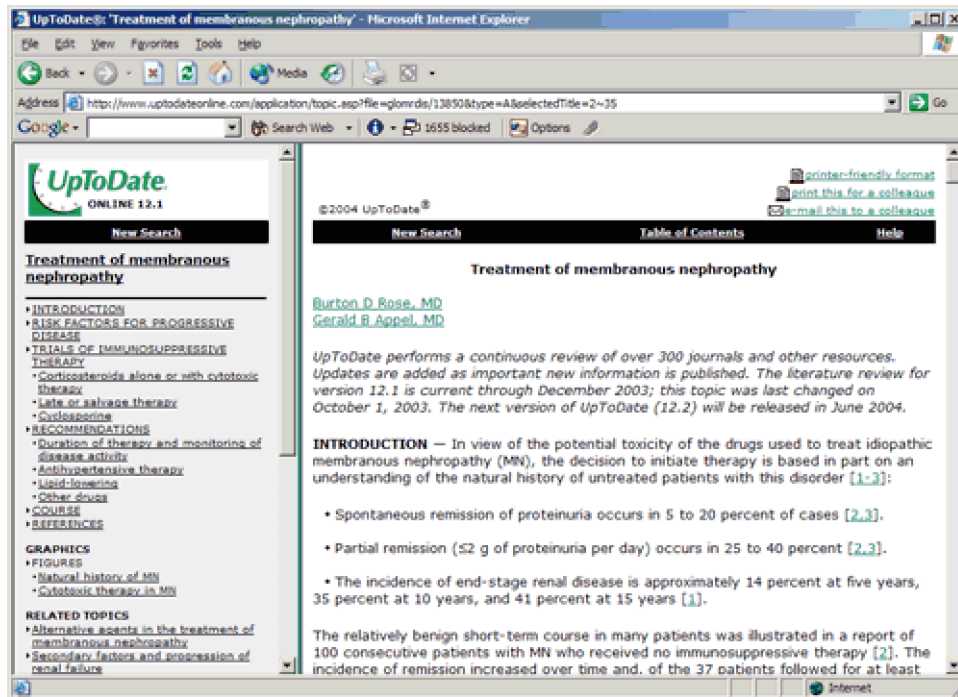 UpToDate®: 'Treatment of membranous nephropathy' - Microsoft Internet Explorer
File Edit View Favorites Tools Help
Back Media
Address http://www.uptodateonline.com/application/topic.asp?file=glomrdis/13850&type=A&selectedTitle=2~35 Go
Google Search Web 1655 blocked Options
UpToDate®
ONLINE 12.1
New Search
Treatment of membranous
nephropathy
INTRODUCTION
RISK FACTORS FOR PROGRESSIVE
DISEASE
TRIALS OF IMMUNOSUPPRESSIVE
THERAPY
Corticosteroids alone or with cytotoxic
therapy
Late or salvage therapy
Cyclosporine
RECOMMENDATIONS
Duration of therapy and monitoring of
disease activity
Antihypertensive therapy
Lipid-lowering
Other drugs
COURSE
REFERENCES
GRAPHICS
FIGURES
Natural history of MN
Cytotoxic therapy in MN
RELATED TOPICS
Alternative agents in the treatment of
membranous nephropathy
Secondary factors and progression of
renal failure
printer-friendly format
print this for a colleague
©2004 UpToDate®
e-mail this to a colleague
New Search Table of Contents Help
Treatment of membranous nephropathy
Burton D Rose, MD
Gerald B Appel, MD
UpToDate performs a continuous review of over 300 journals and other resources.
Updates are added as important new information is published. The literature review for
version 12.1 is current through December 2003; this topic was last changed on
October 1, 2003. The next version of UpToDate (12.2) will be released in June 2004.
INTRODUCTION — In view of the potential toxicity of the drugs used to treat idiopathic
membranous nephropathy (MN), the decision to initiate therapy is based in part on an
understanding of the natural history of untreated patients with this disorder [1-3]:
• Spontaneous remission of proteinuria occurs in 5 to 20 percent of cases [2,3].
• Partial remission (≤2 g of proteinuria per day) occurs in 25 to 40 percent [2,3].
• The incidence of end-stage renal disease is approximately 14 percent at five years,
35 percent at 10 years, and 41 percent at 15 years [1].
The relatively benign short-term course in many patients was illustrated in a report of
100 consecutive patients with MN who received no immunosuppressive therapy [2]. The
incidence of remission increased over time and, of the 37 patients followed for at least
Internet